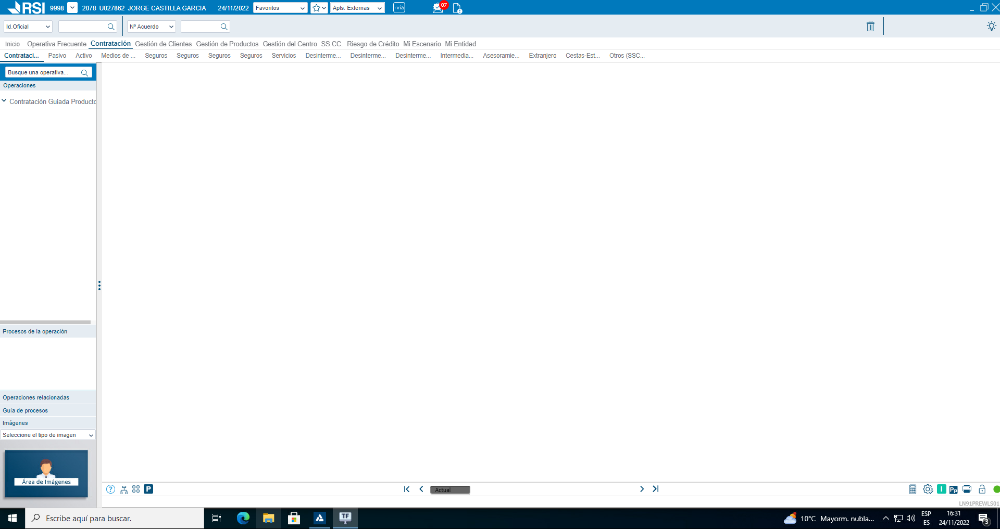 RSI 9998 2078 U027862 JORGE CASTILLA GARCIA 24/11/2022 Favoritos Apls. Externas rvia 07
Id.Oficial Nº Acuerdo
Inicio Operativa Frecuente Contratación Gestión de Clientes Gestión de Productos Gestión del Centro SS.CC. Riesgo de Crédito Mi Escenario Mi Entidad
Contrataci... Pasivo Activo Medios de ... Seguros Seguros Seguros Seguros Servicios Desinterme... Desinterme... Desinterme... Intermedia... Asesoramie... Extranjero Cestas-Est... Otros (SSC...
Busque una operativa...
Operaciones
Contratación Guiada Producto
Procesos de la operación
Operaciones relacionadas
Guía de procesos
Imágenes
Seleccione el tipo de imagen
Área de Imágenes
? P Actual I Pp
LN91PREWLS01
Escribe aquí para buscar. TF 10°C Mayorm. nubla... ESP 16:31
ES 24/11/2022 3